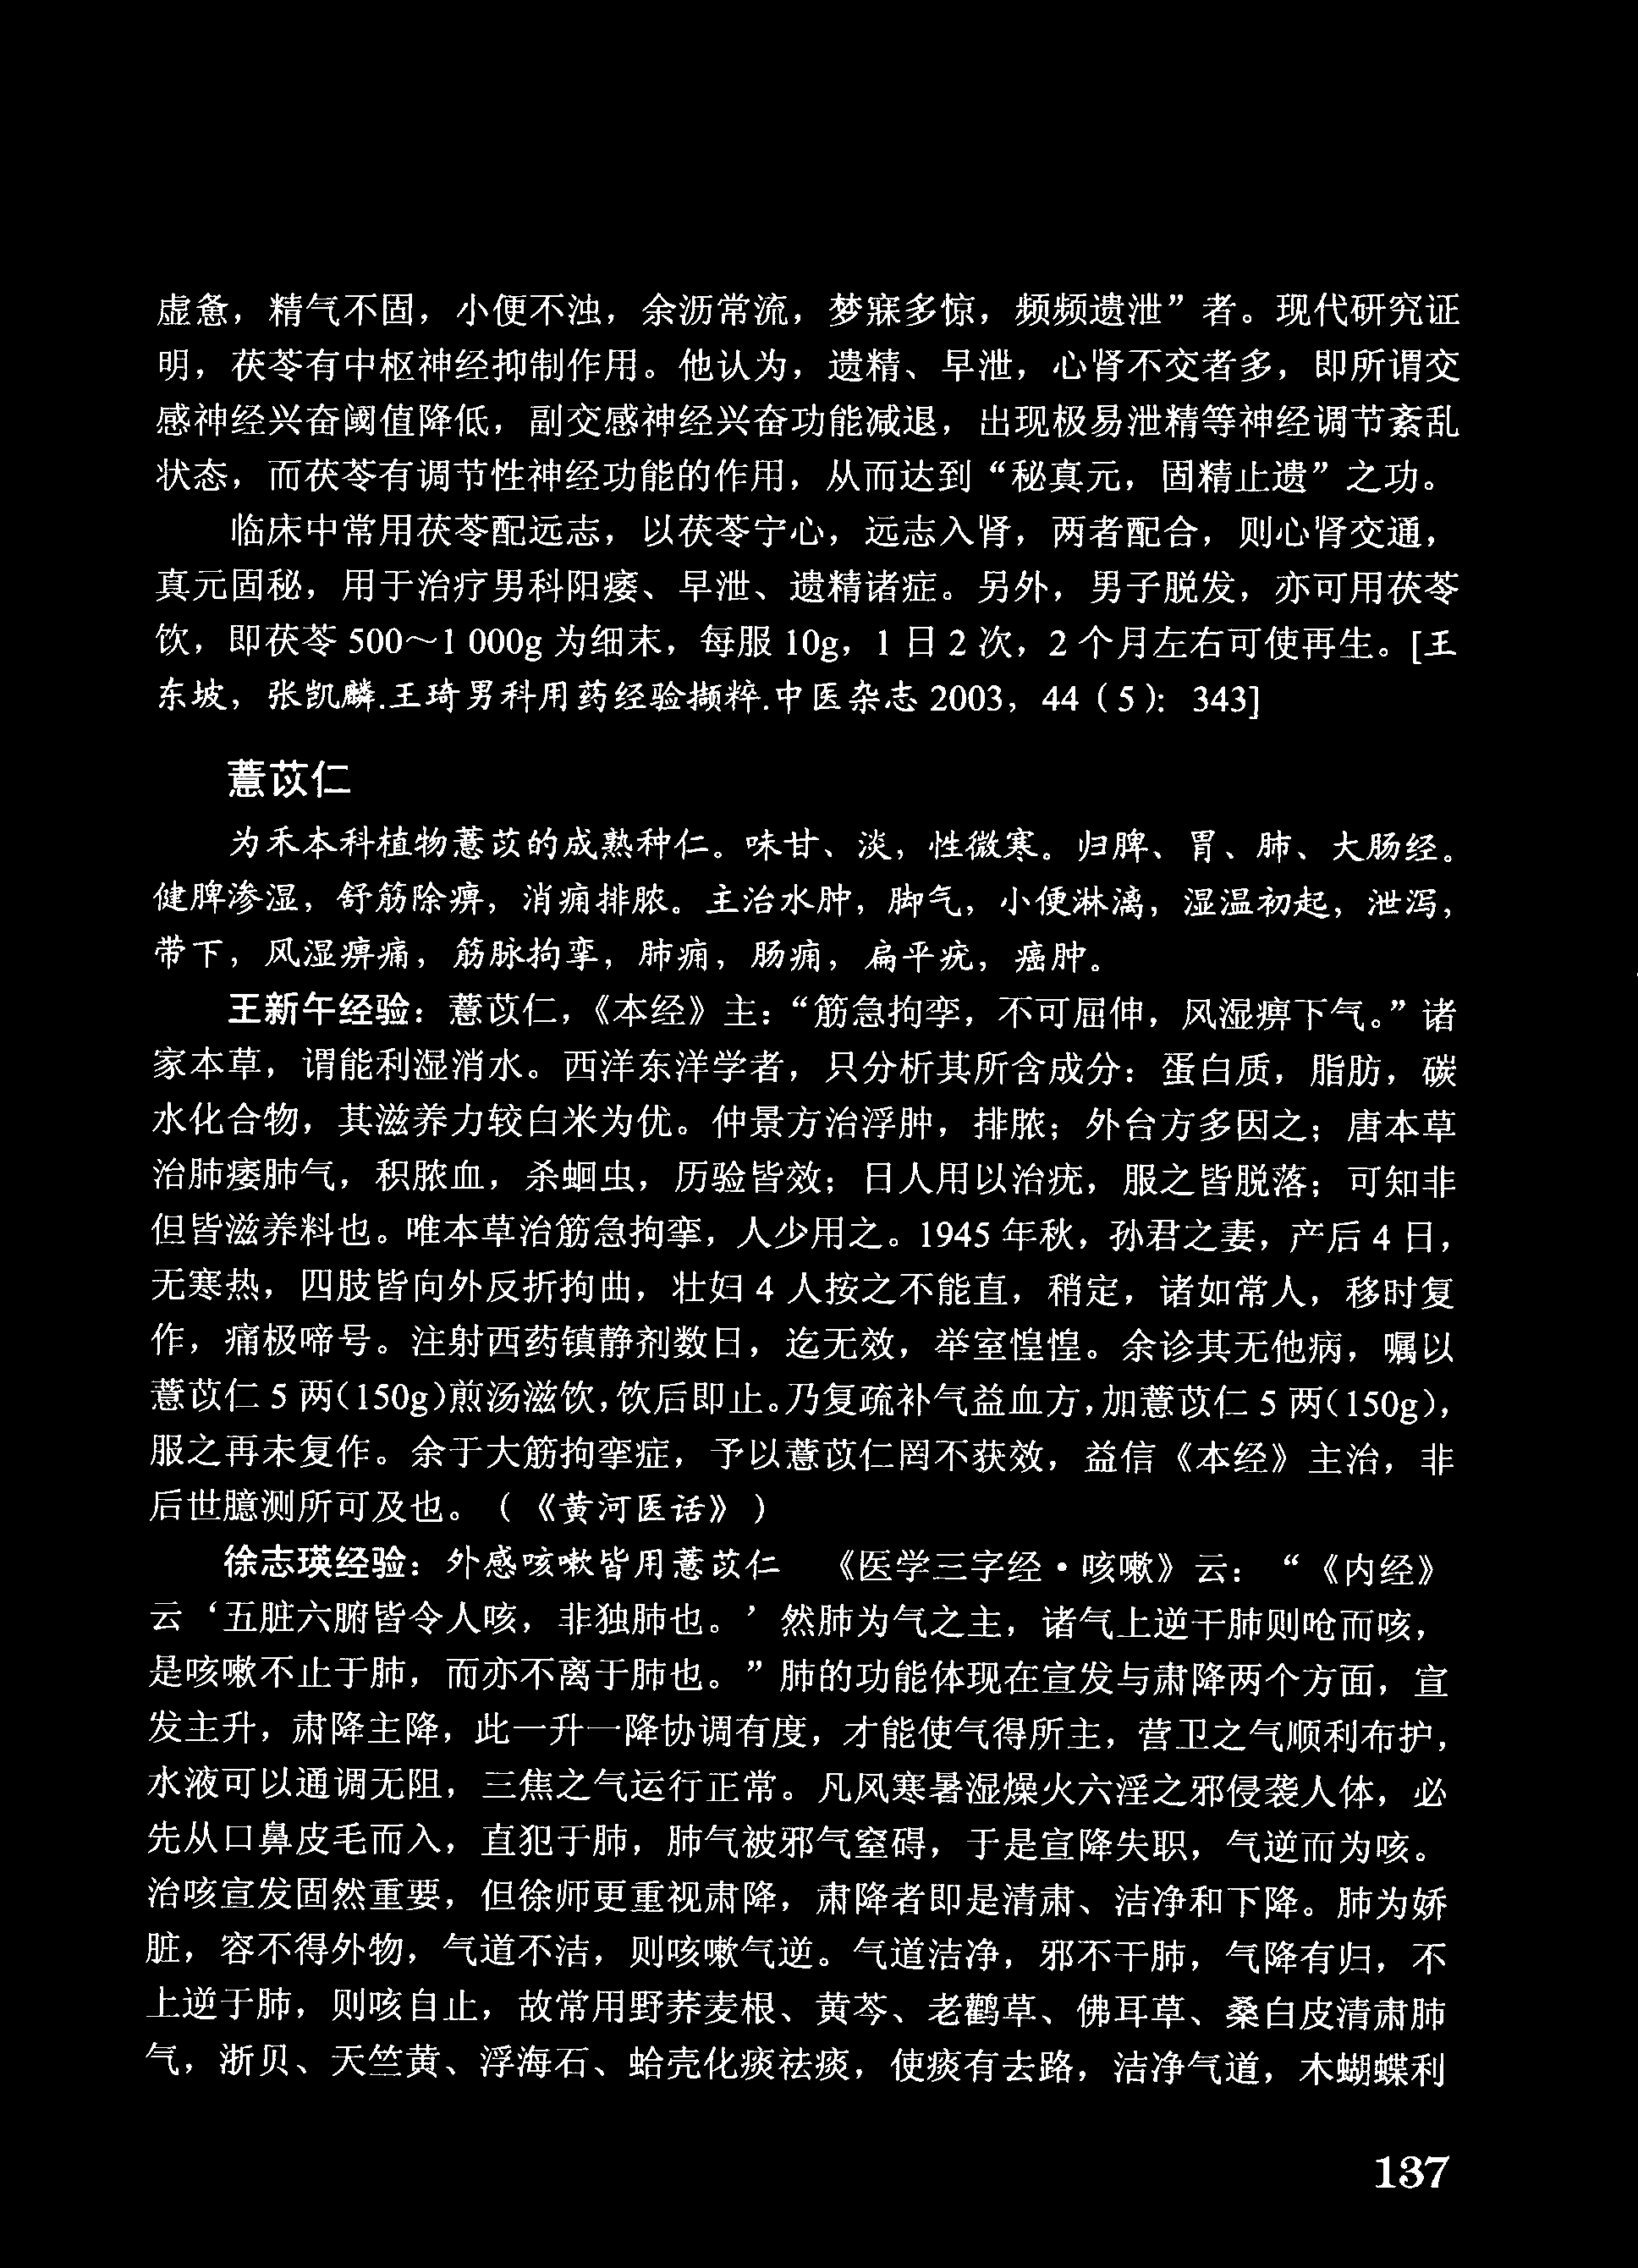 虚惫，精气不固，小便不浊，余沥常流，梦寐多惊，频频遗泄”者。现代研究证
明，茯苓有中枢神经抑制作用。他认为，遗精、早泄，心肾不交者多，即所谓交
感神经兴奋阈值降低，副交感神经兴奋功能减退，出现极易泄精等神经调节紊乱
状态，而茯苓有调节性神经功能的作用，从而达到“秘真元，固精止遗”之功。
临床中常用茯苓配远志，以茯苓宁心，远志入肾，两者配合，则心肾交通，
真元固秘，用于治疗男科阳痿、早泄、遗精诸症。另外，男子脱发，亦可用茯苓
饮，即茯苓 500～1 000g 为细末，每服 10g，1 日 2 次，2 个月左右可使再生。[王
东坡，张凯麟.王琦男科用药经验撷粹.中医杂志 2003，44（5）：343]
薏苡仁
为禾本科植物薏苡的成熟种仁。味甘、淡，性微寒。归脾、胃、肺、大肠经。
健脾渗湿，舒筋除痹，消痈排脓。主治水肿，脚气，小便淋漓，湿温初起，泄泻，
带下，风湿痹痛，筋脉拘挛，肺痈，肠痈，扁平疣，癌肿。
王新午经验：薏苡仁，《本经》主：“筋急拘挛，不可屈伸，风湿痹下气。”诸
家本草，谓能利湿消水。西洋东洋学者，只分析其所含成分：蛋白质，脂肪，碳
水化合物，其滋养力较白米为优。仲景方治浮肿，排脓；外台方多因之；唐本草
治肺痿肺气，积脓血，杀蛔虫，历验皆效；日人用以治疣，服之皆脱落；可知非
但皆滋养料也。唯本草治筋急拘挛，人少用之。1945 年秋，孙君之妻，产后 4 日，
无寒热，四肢皆向外反折拘曲，壮妇 4 人按之不能直，稍定，诸如常人，移时复
作，痛极啼号。注射西药镇静剂数日，迄无效，举室惶惶。余诊其无他病，嘱以
薏苡仁 5 两（150g）煎汤滋饮，饮后即止。乃复疏补气益血方，加薏苡仁 5 两（150g），
服之再未复作。余于大筋拘挛症，予以薏苡仁罔不获效，益信《本经》主治，非
后世臆测所可及也。（《黄河医话》）
徐志瑛经验：外感咳嗽皆用薏苡仁　《医学三字经·咳嗽》云：“《内经》
云‘五脏六腑皆令人咳，非独肺也。’然肺为气之主，诸气上逆干肺则呛而咳，
是咳嗽不止于肺，而亦不离于肺也。”肺的功能体现在宣发与肃降两个方面，宣
发主升，肃降主降，此一升一降协调有度，才能使气得所主，营卫之气顺利布护，
水液可以通调无阻，三焦之气运行正常。凡风寒暑湿燥火六淫之邪侵袭人体，必
先从口鼻皮毛而入，直犯于肺，肺气被邪气窒碍，于是宣降失职，气逆而为咳。
治咳宣发固然重要，但徐师更重视肃降，肃降者即是清肃、洁净和下降。肺为娇
脏，容不得外物，气道不洁，则咳嗽气逆。气道洁净，邪不干肺，气降有归，不
上逆于肺，则咳自止，故常用野荞麦根、黄芩、老鹳草、佛耳草、桑白皮清肃肺
气，浙贝、天竺黄、浮海石、蛤壳化痰祛痰，使痰有去路，洁净气道，木蝴蝶利
137